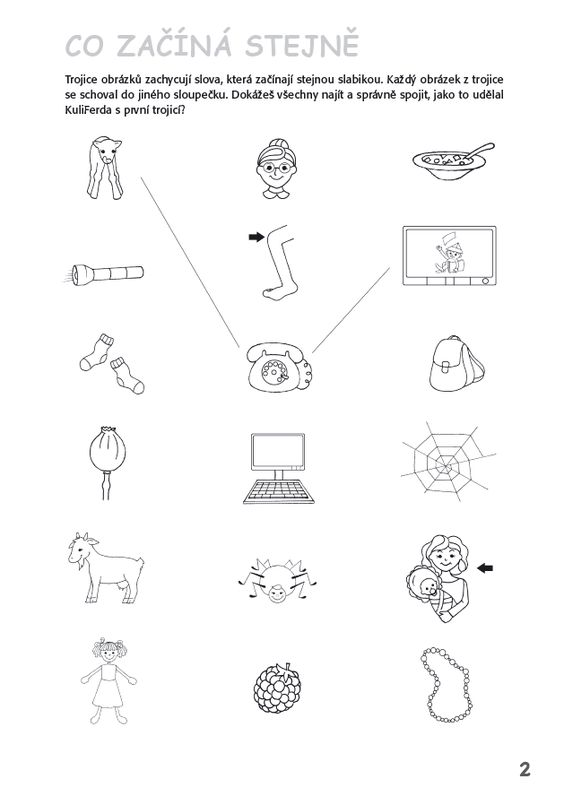 CO ZAČÍNÁ STEJNĚ
Trojice obrázků zachycují slova, která začínají stejnou slabikou. Každý obrázek z trojice
se schoval do jiného sloupečku. Dokážeš všechny najít a správně spojit, jako to udělal
KuliFerda s první trojicí?
2